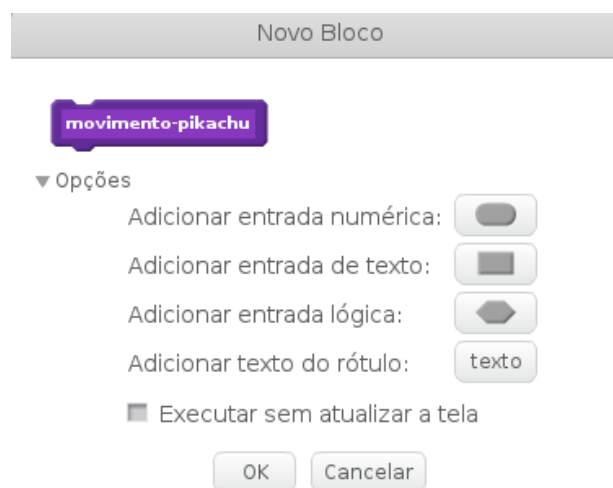 Novo Bloco
movimento-pikachu
Opções
Adicionar entrada numérica:
Adicionar entrada de texto:
Adicionar entrada lógica:
Adicionar texto do rótulo: texto
Executar sem atualizar a tela
OK Cancelar